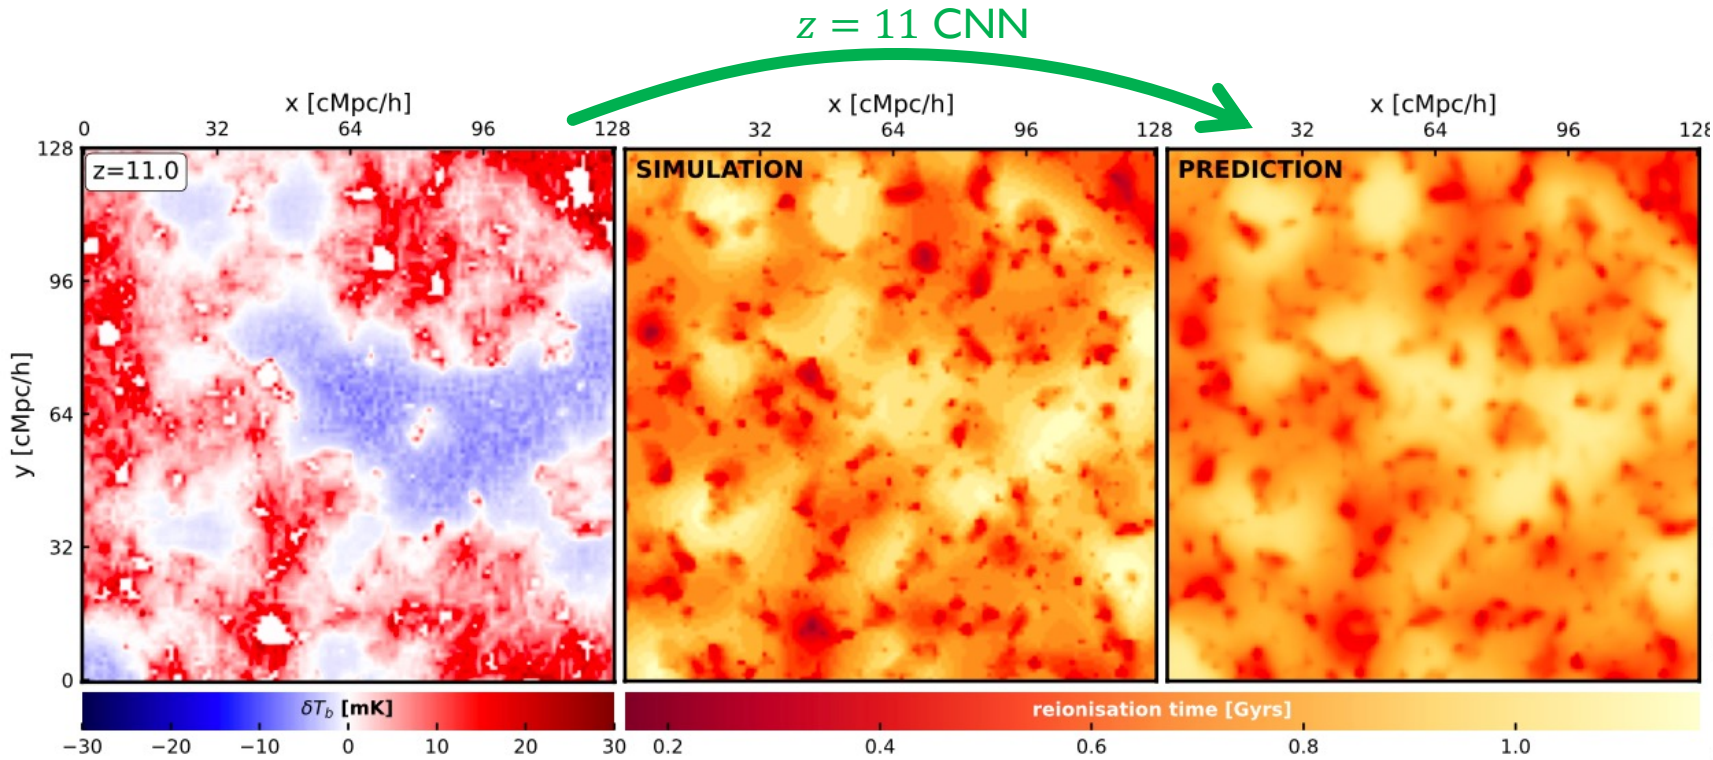 z = 11 CNN
x [cMpc/h]
x [cMpc/h]
x [cMpc/h]
0 32 64 96 128
32 64 96 128
32 64 96 128
128
96
64
32
0
y [cMpc/h]
z=11.0
SIMULATION
PREDICTION
δT_b [mK]
−30 −20 −10 0 10 20 30
reionisation time [Gyrs]
0.2 0.4 0.6 0.8 1.0